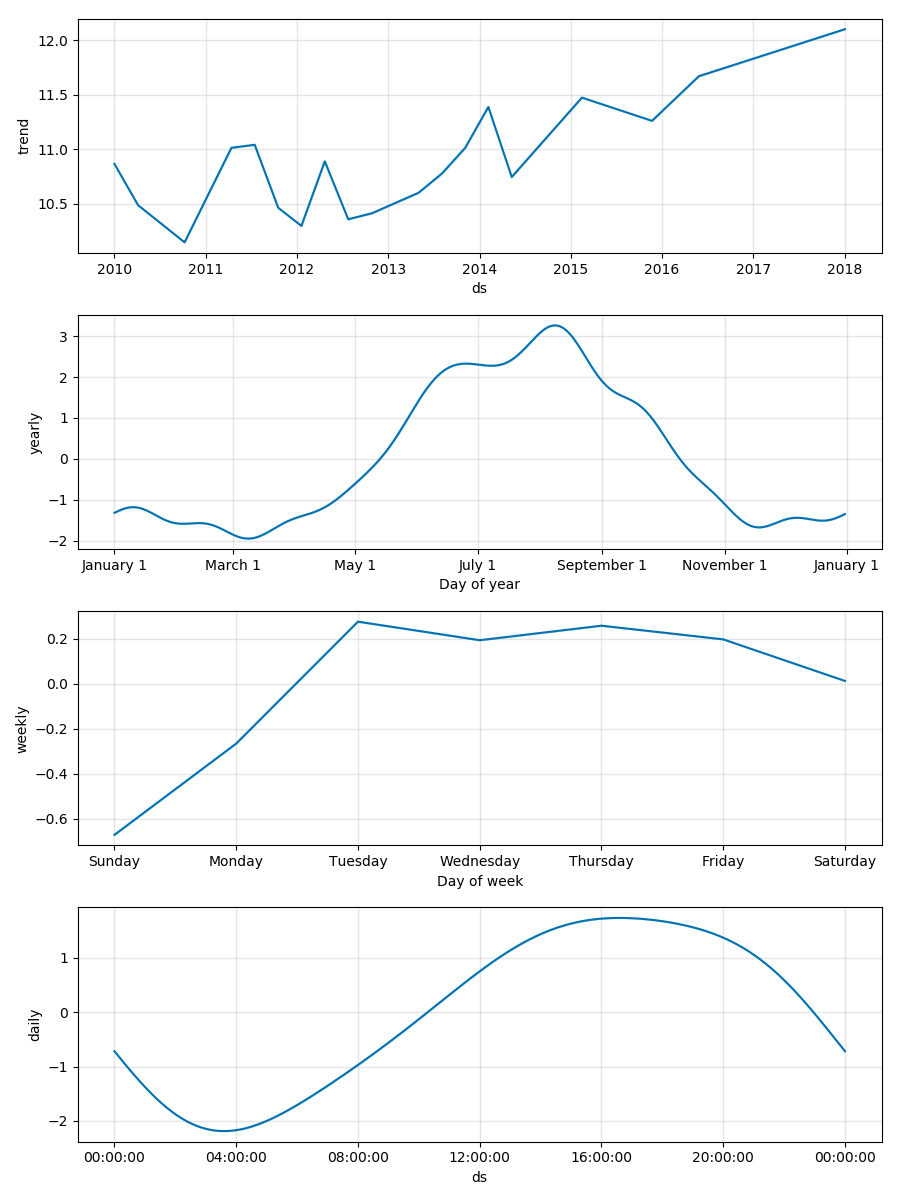 12.0
11.5
11.0
10.5
trend
2010 2011 2012 2013 2014 2015 2016 2017 2018
ds
3
2
1
0
−1
−2
yearly
January 1 March 1 May 1 July 1 September 1 November 1 January 1
Day of year
0.2
0.0
−0.2
−0.4
−0.6
weekly
Sunday Monday Tuesday Wednesday Thursday Friday Saturday
Day of week
1
0
−1
−2
daily
00:00:00 04:00:00 08:00:00 12:00:00 16:00:00 20:00:00 00:00:00
ds